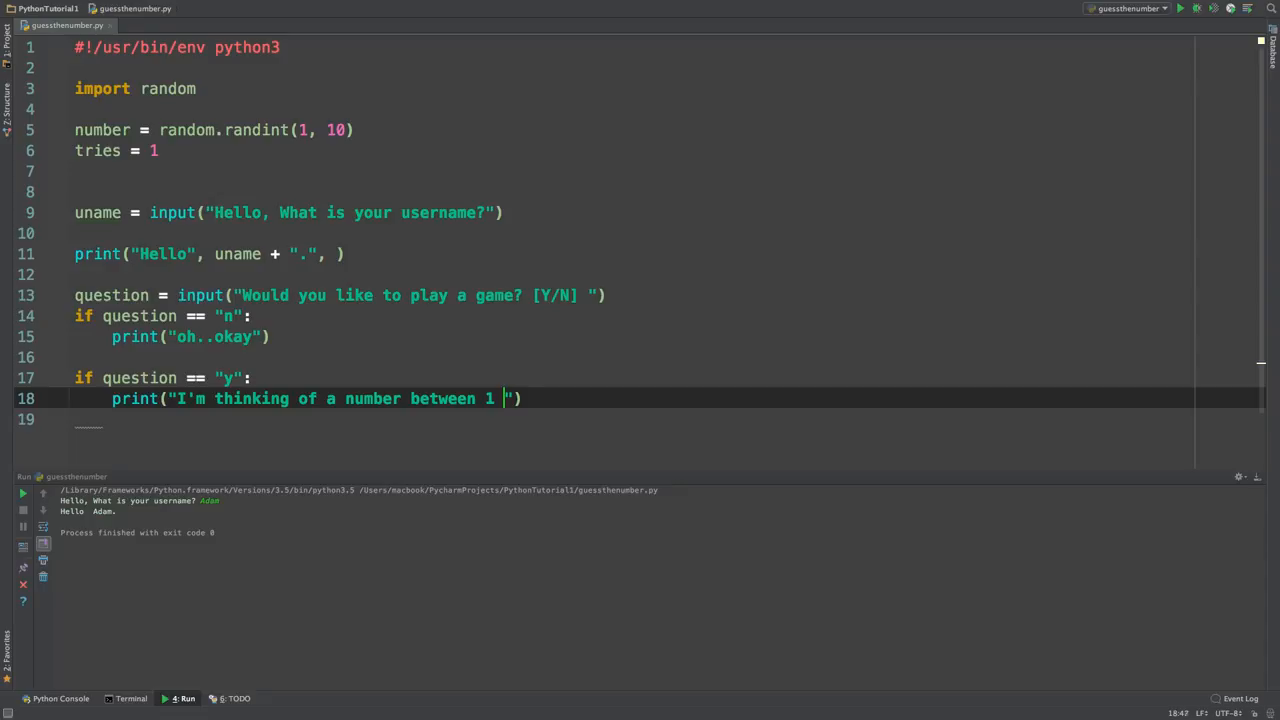 PythonTutorial1 guessthenumber.py guessthenumber
guessthenumber.py
1: Project
Z: Structure
2: Favorites
Database
1 #!/usr/bin/env python3
2
3 import random
4
5 number = random.randint(1, 10)
6 tries = 1
7
8
9 uname = input("Hello, What is your username?")
10
11 print("Hello", uname + ".", )
12
13 question = input("Would you like to play a game? [Y/N] ")
14 if question == "n":
15     print("oh..okay")
16
17 if question == "y":
18     print("I'm thinking of a number between 1 ")
19
Run guessthenumber
/Library/Frameworks/Python.framework/Versions/3.5/bin/python3.5 /Users/macbook/PycharmProjects/PythonTutorial1/guessthenumber.py
Hello, What is your username? Adam
Hello  Adam.
Process finished with exit code 0
Python Console Terminal 4: Run 6: TODO Event Log
18:47 LF÷ UTF-8÷